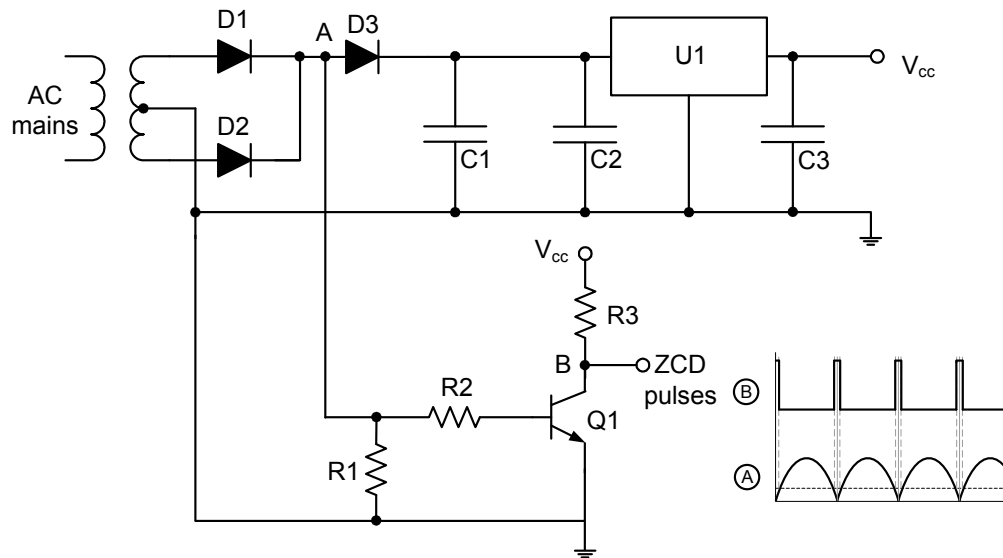 D1
A
D3
U1
Vcc
AC
mains
D2
C1
C2
C3
Vcc
R3
B
ZCD
pulses
R2
Q1
R1
B
A